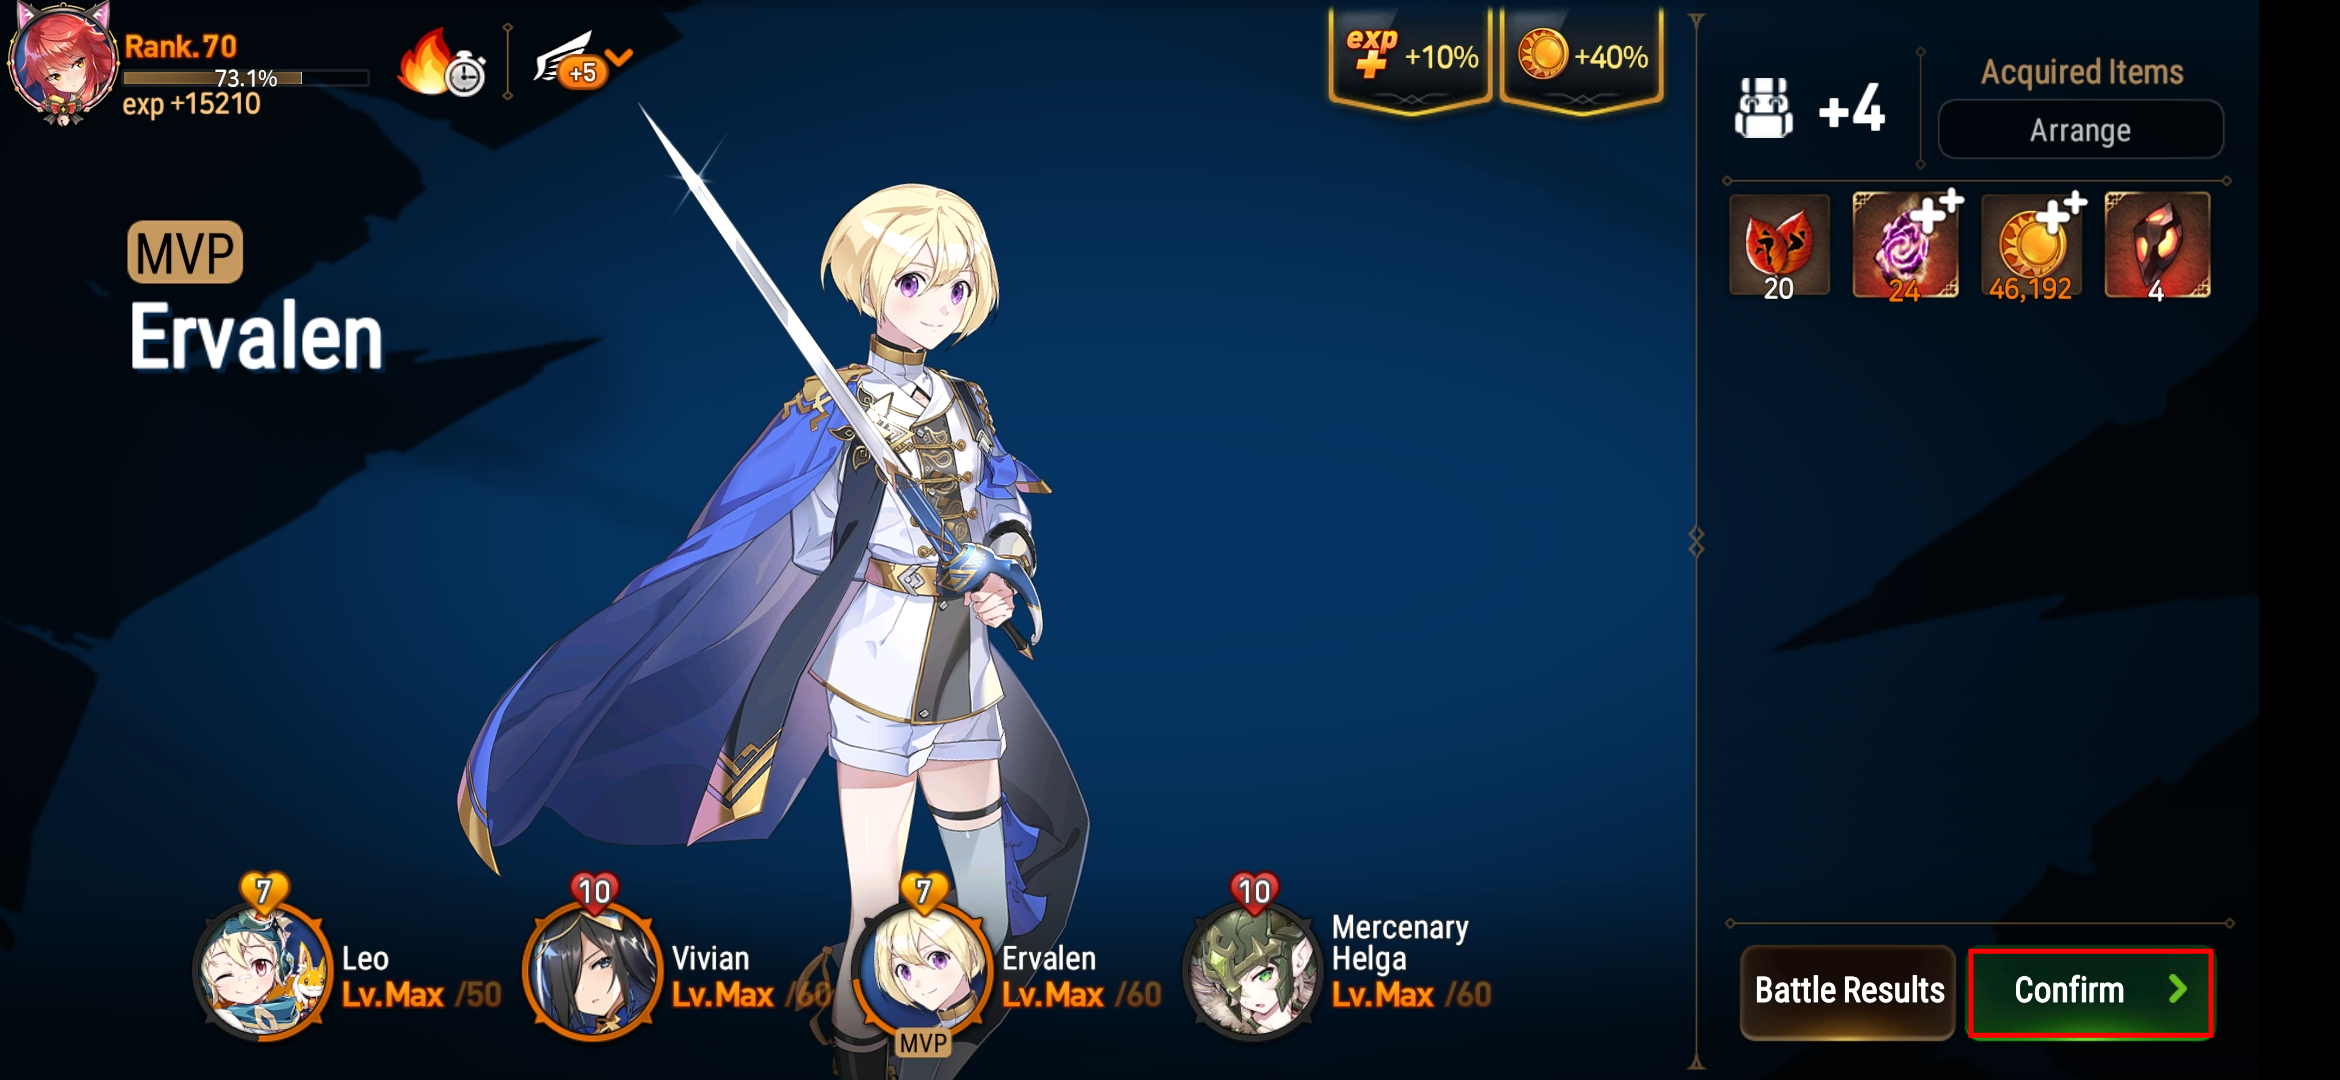 Rank.70
73.1%
exp +15210
+5
exp +10%
+40%
+4
Acquired Items
Arrange
20
24
46,192
4
MVP
Ervalen
7
Leo
Lv.Max /50
10
Vivian
Lv.Max /60
7
Ervalen
Lv.Max /60
MVP
10
Mercenary
Helga
Lv.Max /60
Battle Results
Confirm